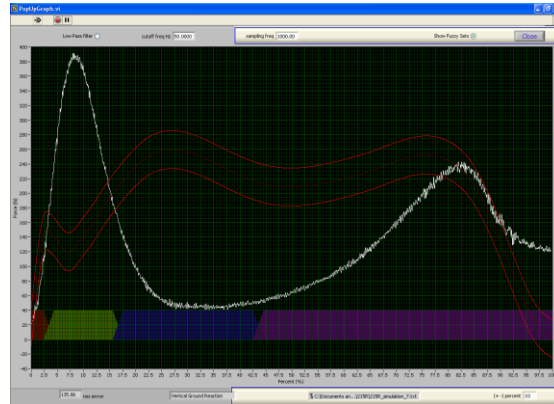 PopUpGraph.vi
Low-Pass filter
cutoff freq Hz 50.0000
sampling freq 1000.00
Show Fuzzy Sets
Close
400
380
360
340
320
300
280
260
240
220
200
180
160
140
120
100
80
60
40
20
0
-20
-40
Force (N)
0 2.5 5 7.5 10 12.5 15 17.5 20 22.5 25 27.5 30 32.5 35 37.5 40 42.5 45 47.5 50 52.5 55 57.5 60 62.5 65 67.5 70 72.5 75 77.5 80 82.5 85 87.5 90 92.5 95 97.5 100
Percent (%)
Vertical Ground Reaction
(+-) percent 10